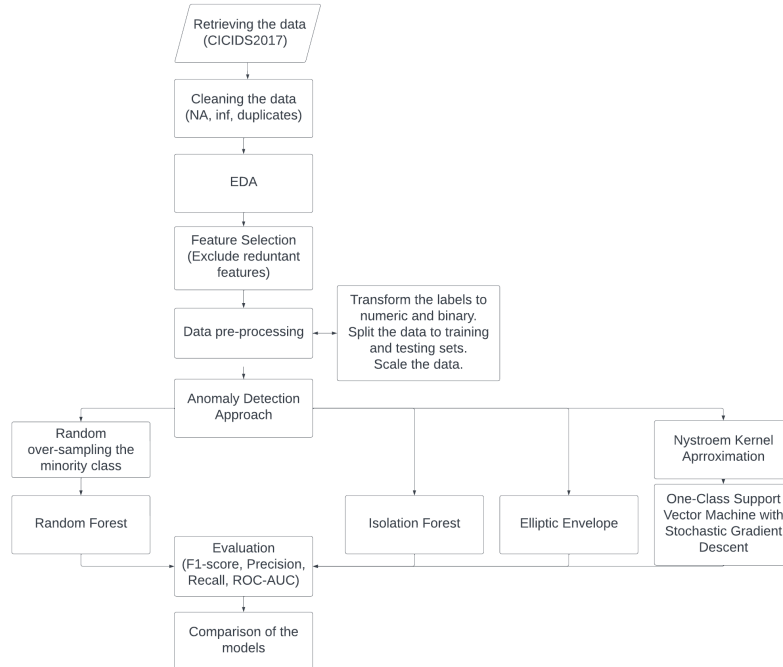 Retrieving the data
(CICIDS2017)
Cleaning the data
(NA, inf, duplicates)
EDA
Feature Selection
(Exclude reduntant
features)
Data pre-processing
Transform the labels to
numeric and binary.
Split the data to training
and testing sets.
Scale the data.
Anomaly Detection
Approach
Random
over-sampling the
minority class
Nystroem Kernel
Aprroximation
Random Forest
Isolation Forest
Elliptic Envelope
One-Class Support
Vector Machine with
Stochastic Gradient
Descent
Evaluation
(F1-score, Precision,
Recall, ROC-AUC)
Comparison of the
models